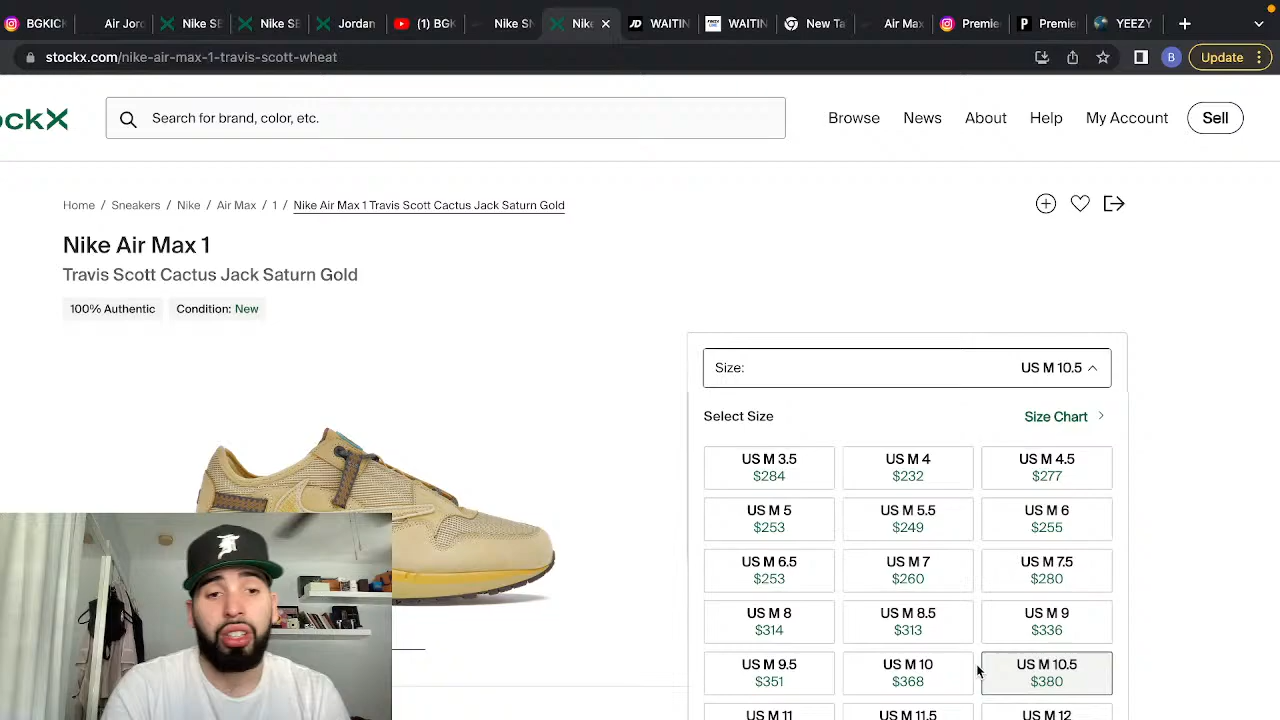 BGKICK
Air Jor
Nike SE
Nike SE
Jordan
(1) BGK
Nike SN
Nike
WAITIN
WAITIN
New Ta
Air Max
Premie
Premie
YEEZY
stockx.com/nike-air-max-1-travis-scott-wheat
B
Update
ockX
Search for brand, color, etc.
Browse
News
About
Help
My Account
Sell
Home / Sneakers / Nike / Air Max / 1 / Nike Air Max 1 Travis Scott Cactus Jack Saturn Gold
Nike Air Max 1
Travis Scott Cactus Jack Saturn Gold
100% Authentic
Condition: New
Size:
US M 10.5
Select Size
Size Chart
US M 3.5
$284
US M 4
$232
US M 4.5
$277
US M 5
$253
US M 5.5
$249
US M 6
$255
US M 6.5
$253
US M 7
$260
US M 7.5
$280
US M 8
$314
US M 8.5
$313
US M 9
$336
US M 9.5
$351
US M 10
$368
US M 10.5
$380
US M 11
US M 11.5
US M 12